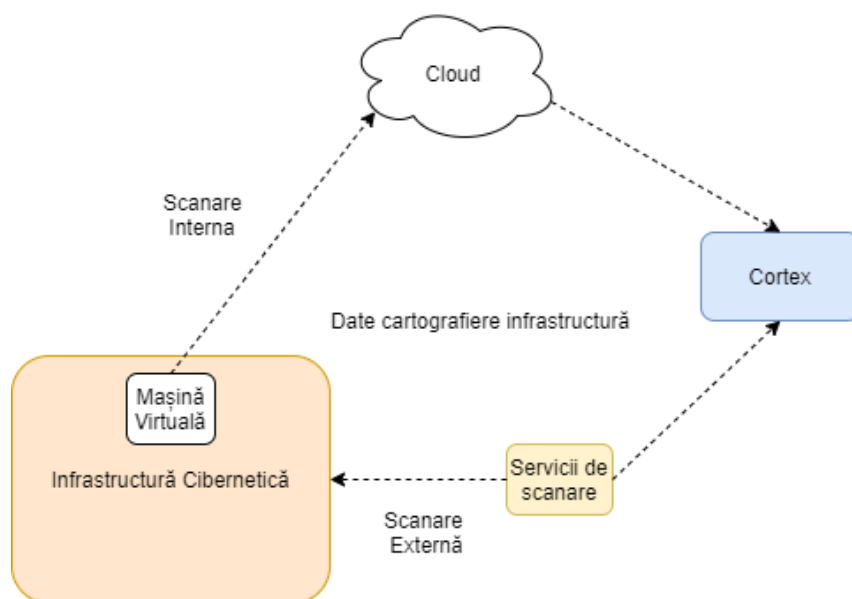 Cloud
Scanare
Interna
Cortex
Date cartografiere infrastructură
Mașină
Virtuală
Infrastructură Cibernetică
Servicii de
scanare
Scanare
Externă